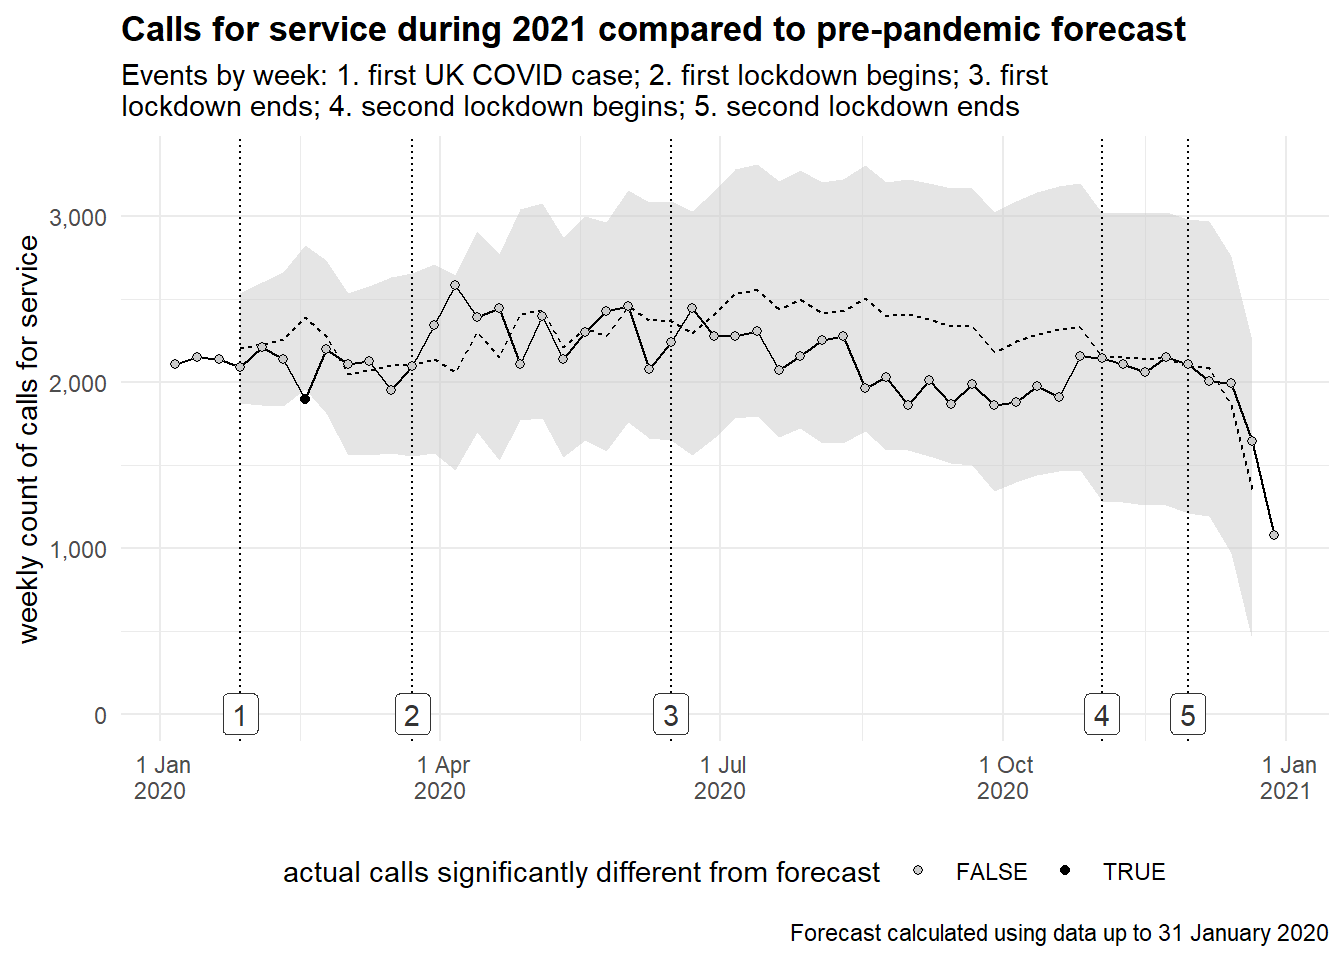 Calls for service during 2021 compared to pre-pandemic forecast
Events by week: 1. first UK COVID case; 2. first lockdown begins; 3. first
lockdown ends; 4. second lockdown begins; 5. second lockdown ends
weekly count of calls for service
3,000
2,000
1,000
0
1
2
3
4
5
1 Jan
2020
1 Apr
2020
1 Jul
2020
1 Oct
2020
1 Jan
2021
actual calls significantly different from forecast
FALSE
TRUE
Forecast calculated using data up to 31 January 2020